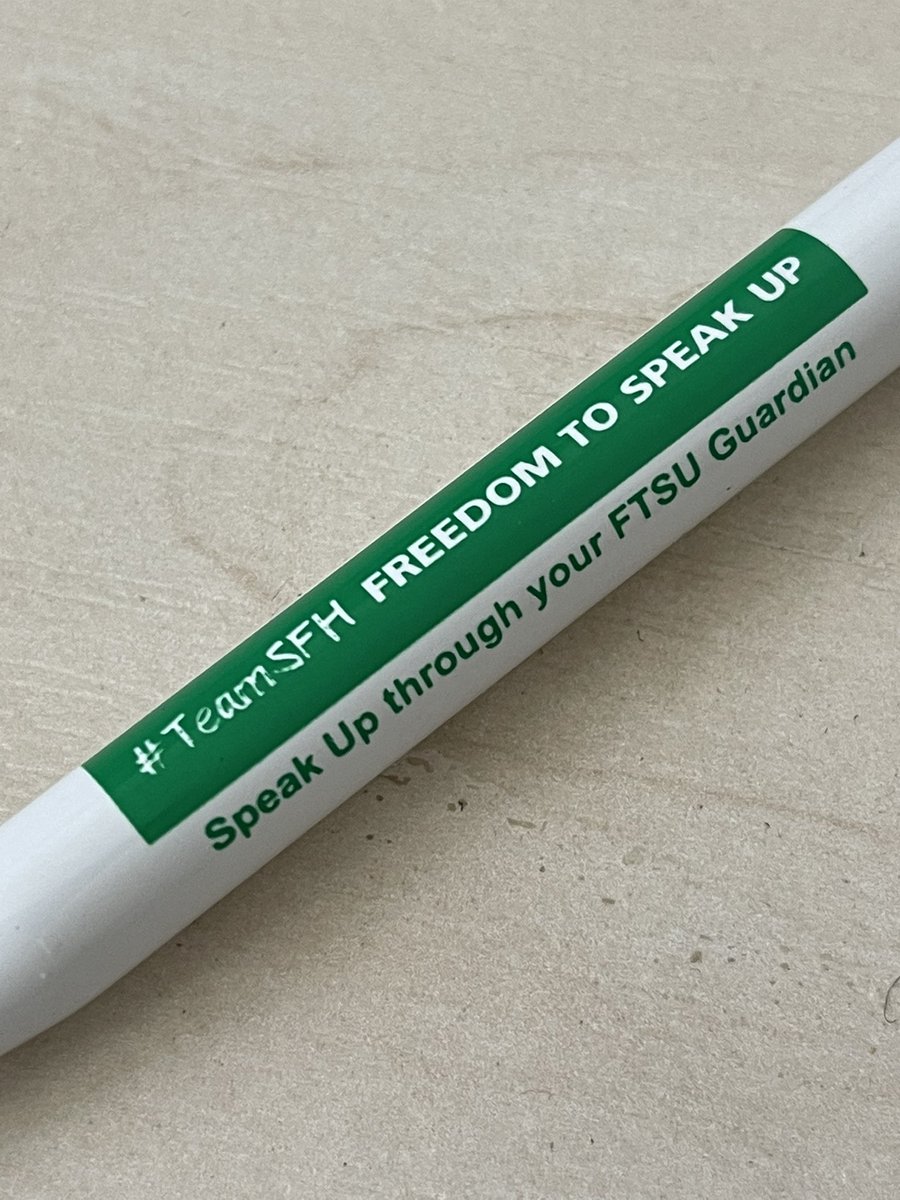 #TeamSFH FREEDOM TO SPEAK UP
Speak Up through your FTSU Guardian